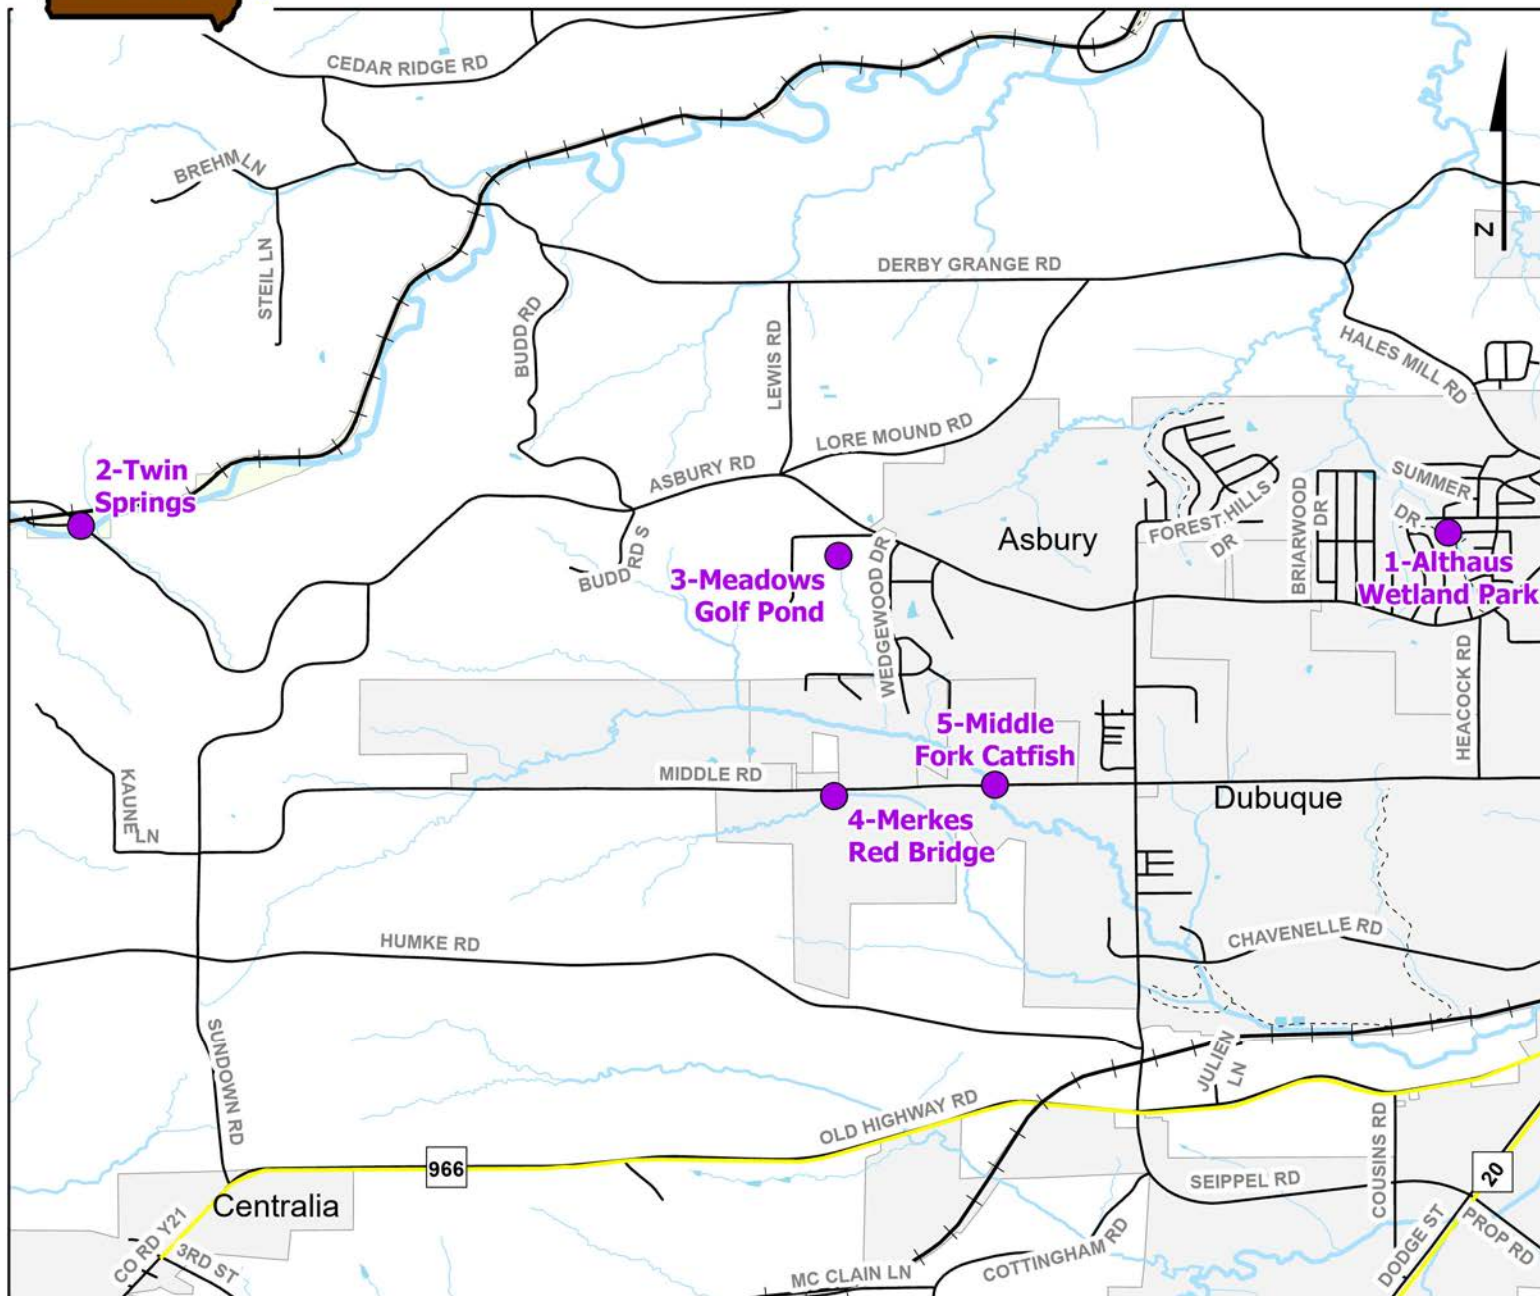 CEDAR RIDGE RD
BREHM LN
STEIL LN
BUDD RD
DERBY GRANGE RD
LEWIS RD
HALES MILL RD
N
LORE MOUND RD
ASBURY RD
2-Twin
Springs
BUDD RD S
3-Meadows
Golf Pond
WEDGEWOOD DR
Asbury
FOREST HILLS
DR
BRIARWOOD
DR
SUMMER
DR
1-Althaus
Wetland Park
HEACOCK RD
5-Middle
Fork Catfish
MIDDLE RD
4-Merkes
Red Bridge
Dubuque
KAUNE
LN
HUMKE RD
CHAVENELLE RD
SUNDOWN RD
JULIEN
LN
OLD HIGHWAY RD
966
COUSINS RD
SEIPPEL RD
20
Centralia
CO RD Y21
3RD ST
MC CLAIN LN
COTTINGHAM RD
DODGE ST
PROP RD